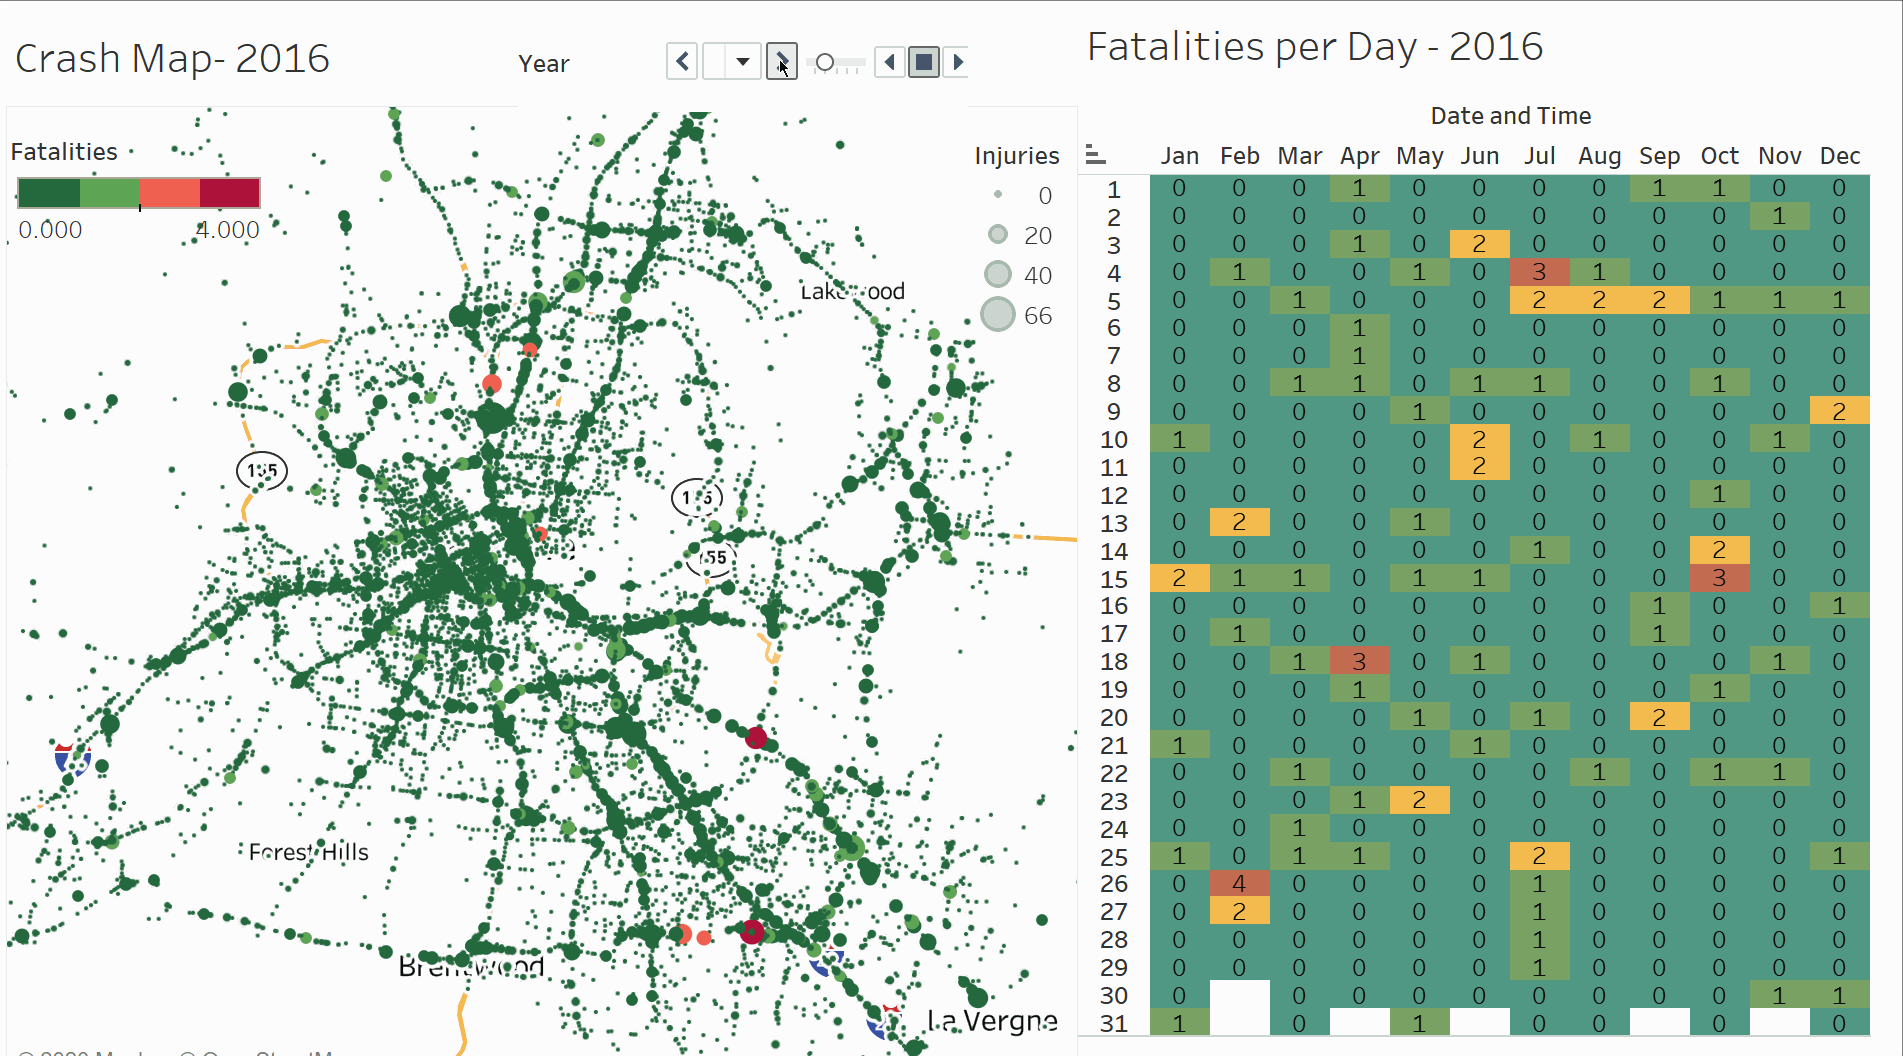 Crash Map- 2016
Year
Fatalities
0.000 4.000
Injuries
0
20
40
66
Forest Hills
Brentwood
La Vergne
Fatalities per Day - 2016
Date and Time
Jan Feb Mar Apr May Jun Jul Aug Sep Oct Nov Dec
1 0 0 0 1 0 0 0 0 1 1 0 0
2 0 0 0 0 0 0 0 0 0 0 1 0
3 0 0 0 1 0 2 0 0 0 0 0 0
4 0 1 0 0 1 0 3 1 0 0 0 0
5 0 0 1 0 0 0 2 2 2 1 1 1
6 0 0 0 1 0 0 0 0 0 0 0 0
7 0 0 0 1 0 0 0 0 0 0 0 0
8 0 0 1 1 0 1 1 0 0 1 0 0
9 0 0 0 0 1 0 0 0 0 0 0 2
10 1 0 0 0 0 2 0 1 0 0 1 0
11 0 0 0 0 0 2 0 0 0 0 0 0
12 0 0 0 0 0 0 0 0 0 1 0 0
13 0 2 0 0 1 0 0 0 0 0 0 0
14 0 0 0 0 0 0 1 0 0 2 0 0
15 2 1 1 0 1 1 0 0 0 3 0 0
16 0 0 0 0 0 0 0 0 1 0 0 1
17 0 1 0 0 0 0 0 0 1 0 0 0
18 0 0 1 3 0 1 0 0 0 0 1 0
19 0 0 0 1 0 0 0 0 0 1 0 0
20 0 0 0 0 1 0 1 0 2 0 0 0
21 1 0 0 0 0 1 0 0 0 0 0 0
22 0 0 1 0 0 0 0 1 0 1 1 0
23 0 0 0 1 2 0 0 0 0 0 0 0
24 0 0 1 0 0 0 0 0 0 0 0 0
25 1 0 1 1 0 0 2 0 0 0 0 1
26 0 4 0 0 0 0 1 0 0 0 0 0
27 0 2 0 0 0 0 1 0 0 0 0 0
28 0 0 0 0 0 0 1 0 0 0 0 0
29 0 0 0 0 0 0 1 0 0 0 0 0
30 0 0 0 0 0 0 0 0 0 1 1
31 1 0 1 0 0 0 0